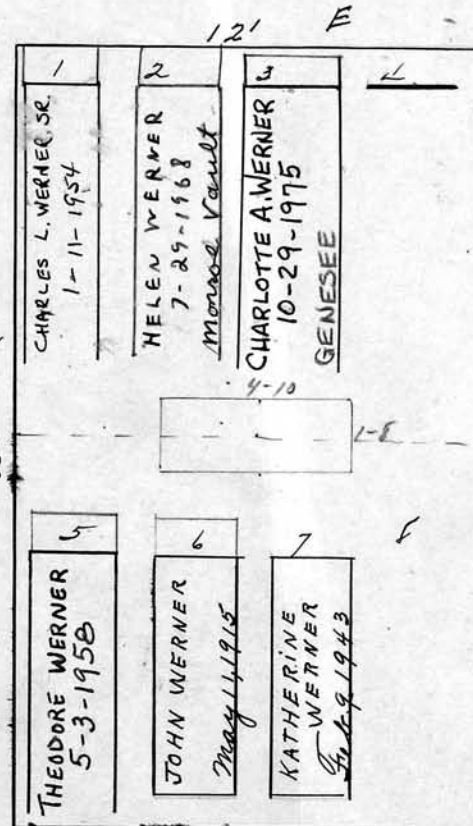 12'
E
1
CHARLES L. WERNER, SR.
1-11-1954
2
HELEN WERNER
7-29-1968
Monroe Vault
3
CHARLOTTE A. WERNER
10-29-1975
GENESEE
4-10
1-8
5
THEODORE WERNER
5-3-1958
6
JOHN WERNER
May 11, 1915
7
KATHERINE
WERNER
Feb 9 1943